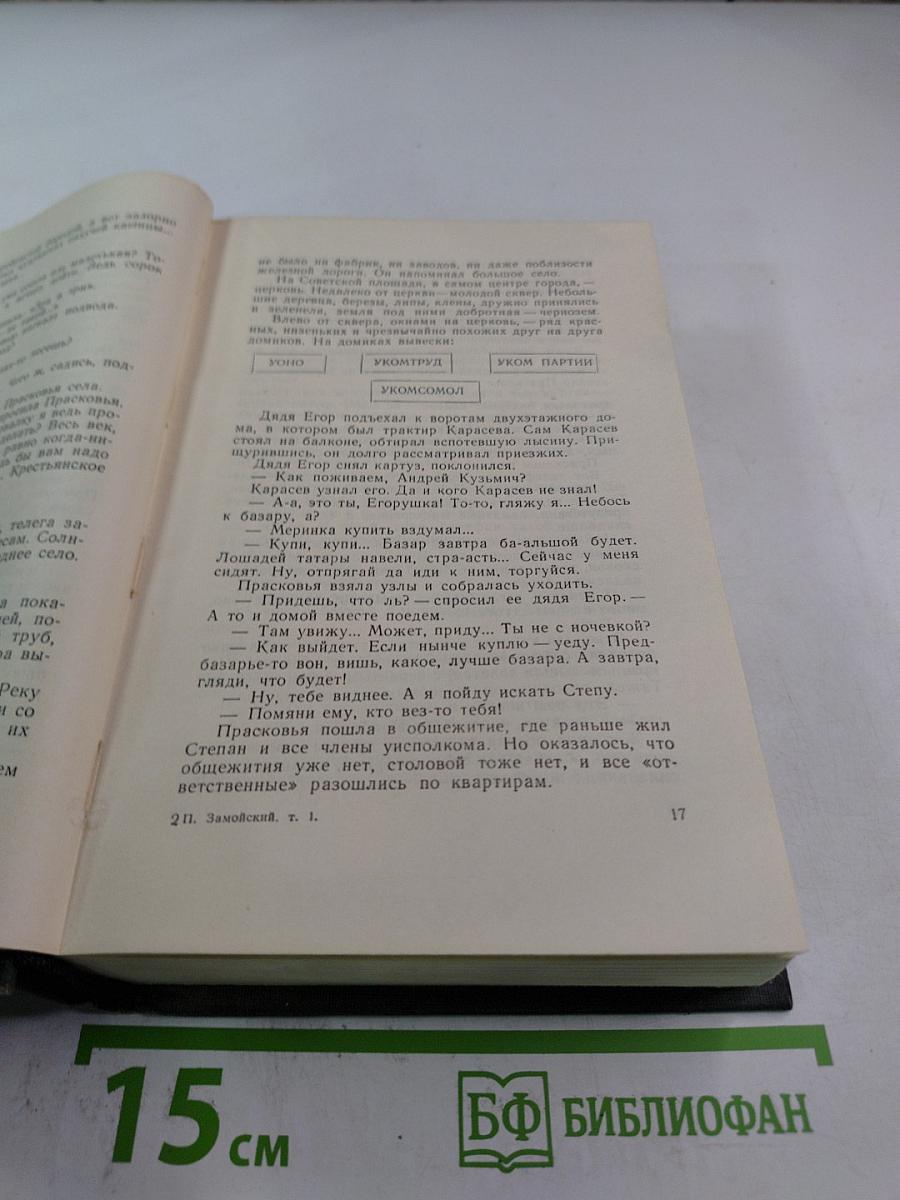 не было ни фабрик, ни заводов, ни даже поблизости
железной дороги. Он напоминал большое село.
На Советской площади, в самом центре города, —
церковь. Недалеко от церкви — молодой сквер. Неболь-
шие деревца, березы, липы, клены, дружно принялись
и зеленели, земля под ними добротная — чернозем.
Влево от сквера, окнами на церковь, — ряд крас-
ных, низеньких и чрезвычайно похожих друг на друга
домиков. На домиках вывески:
УОНО УКОМТРУД УКОМ ПАРТИИ
УКОМСОМОЛ
Дядя Егор подъехал к воротам двухэтажного до-
ма, в котором был трактир Карасева. Сам Карасев
стоял на балконе, обтирал вспотевшую лысину. При-
щурившись, он долго рассматривал приезжих.
Дядя Егор снял картуз, поклонился.
— Как поживаем, Андрей Кузьмич?
Карасев узнал его. Да и кого Карасев не знал!
— А-а, это ты, Егорушка! То-то, гляжу я... Небось
к базару, а?
— Меринка купить вздумал...
— Купи, купи... Базар завтра ба-альшой будет.
Лошадей татары навели, стра-асть... Сейчас у меня
сидят. Ну, отпрягай да иди к ним, торгуйся.
Прасковья взяла узлы и собралась уходить.
— Придешь, что ль? — спросил ее дядя Егор. —
А то и домой вместе поедем.
— Там увижу... Может, приду... Ты не с ночевкой?
— Как выйдет. Если нынче куплю — уеду. Пред-
базарье-то вон, вишь, какое, лучше базара. А завтра,
гляди, что будет!
— Ну, тебе виднее. А я пойду искать Степу.
— Помяни ему, кто вез-то тебя!
Прасковья пошла в общежитие, где раньше жил
Степан и все члены уисполкома. Но оказалось, что
общежития уже нет, столовой тоже нет, и все «от-
ветственные» разошлись по квартирам.
2 П. Замойский, т. 1.
17
15 см
БФ БИБЛИОФАН